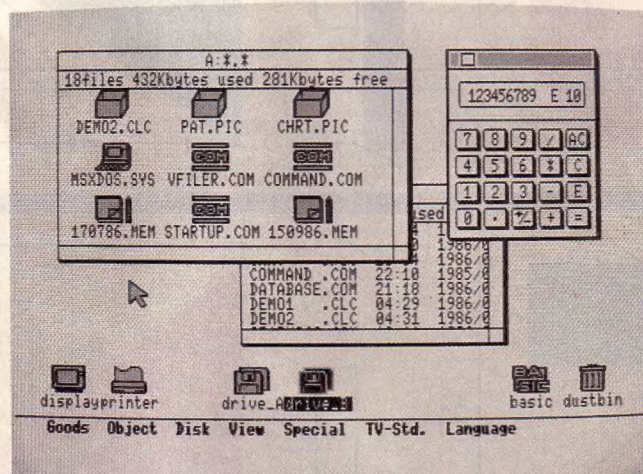 A:*.*
18files 432Kbytes used 281Kbytes free
DEMO2.CLC PAT.PIC CHRT.PIC
MSXDOS.SYS VFILER.COM COMMAND.COM
170786.MEM STARTUP.COM 150986.MEM
123456789 E 10
7 8 9 / AC
4 5 6 * C
1 2 3 - E
0 . +/- + =
used
COMMAND .COM 22:10 1985/0
DATABASE.COM 21:18 1986/0
DEMO1 .CLC 04:29 1986/0
DEMO2 .CLC 04:31 1986/0
display printer drive_A drive_B BASIC basic dustbin
Goods Object Disk View Special TV-Std. Language